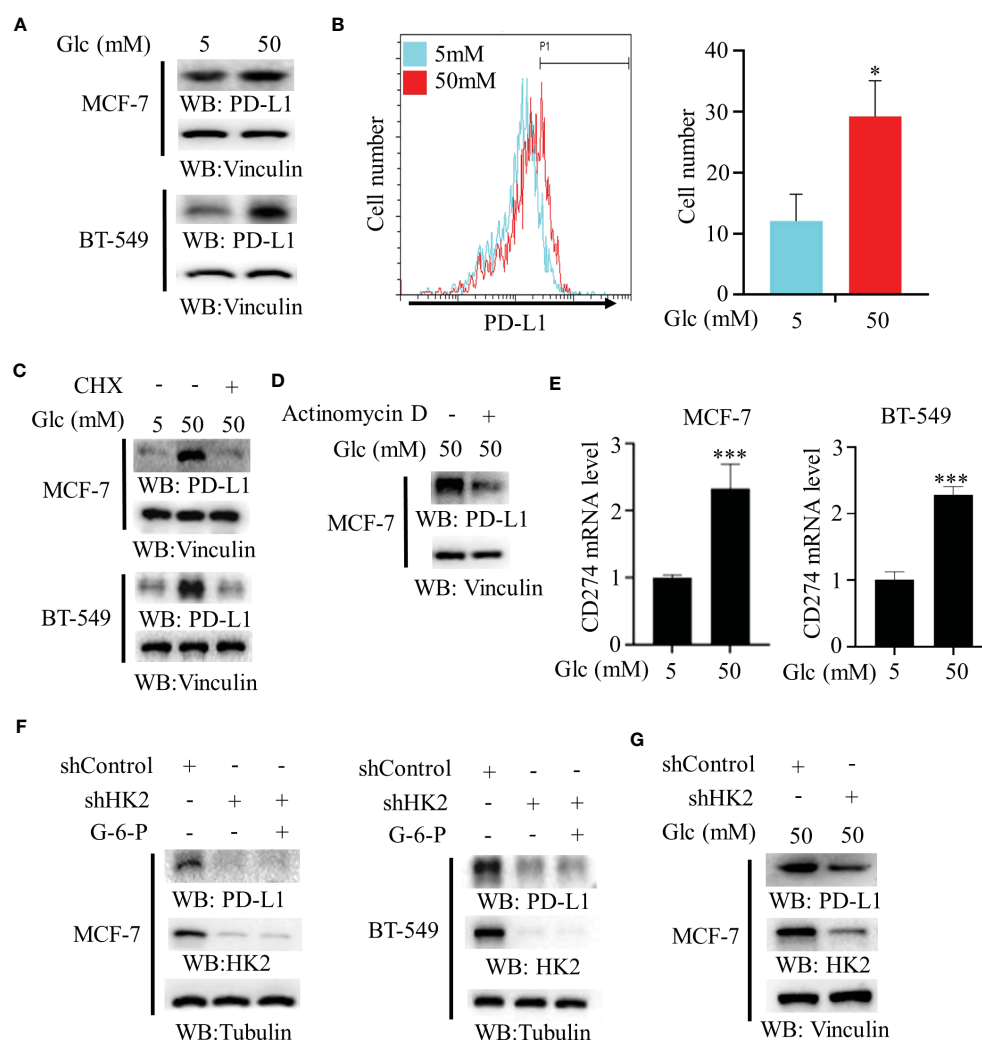 A
Glc (mM) 5 50
MCF-7
WB: PD-L1
WB:Vinculin
BT-549
WB: PD-L1
WB:Vinculin
B
5mM
50mM
P1
Cell number
PD-L1
40
30
20
10
0
Cell number
*
Glc (mM) 5 50
C
CHX - - +
Glc (mM) 5 50 50
MCF-7
WB: PD-L1
WB:Vinculin
BT-549
WB: PD-L1
WB:Vinculin
D
Actinomycin D - +
Glc (mM) 50 50
MCF-7
WB: PD-L1
WB: Vinculin
E
MCF-7
CD274 mRNA level
3
2
1
0
***
Glc (mM) 5 50
BT-549
CD274 mRNA level
3
2
1
0
***
Glc (mM) 5 50
F
shControl + - -
shHK2 - + +
G-6-P - - +
MCF-7
WB: PD-L1
WB:HK2
WB:Tubulin
shControl + - -
shHK2 - + +
G-6-P - - +
BT-549
WB: PD-L1
WB: HK2
WB:Tubulin
G
shControl + -
shHK2 - +
Glc (mM) 50 50
MCF-7
WB: PD-L1
WB: HK2
WB: Vinculin